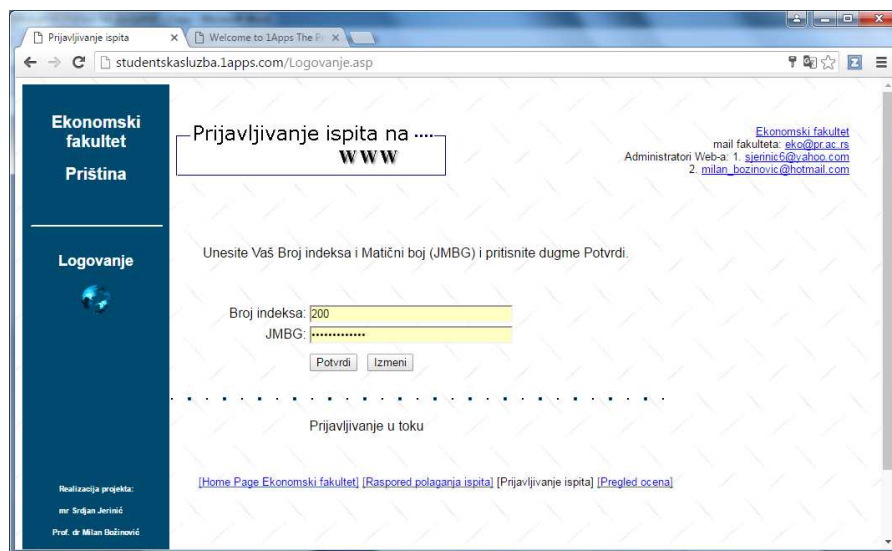 Prijavljivanje ispita
Welcome to 1Apps The P
studentskasluzba.1apps.com/Logovanje.asp
Ekonomski
fakultet
Priština
Logovanje
Realizacija projekta:
mr Srdjan Jerinić
Prof. dr Milan Božinović
Prijavljivanje ispita na ....
www
Ekonomski fakultet
mail fakulteta: eko@pr.ac.rs
Administratori Web-a: 1. sjerinic6@yahoo.com
2. milan_bozinovic@hotmail.com
Unesite Vaš Broj indeksa i Matični boj (JMBG) i pritisnite dugme Potvrdi.
Broj indeksa: 200
JMBG: •••••••••••••
Potvrdi Izmeni
Prijavljivanje u toku
[Home Page Ekonomski fakultet] [Raspored polaganja ispita] [Prijavljivanje ispita] [Pregled ocena]